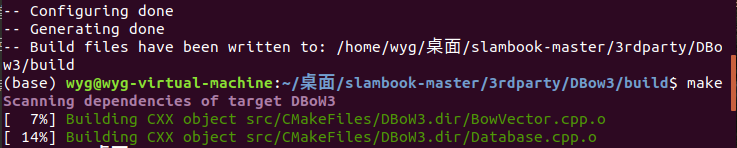 -- Configuring done
-- Generating done
-- Build files have been written to: /home/wyg/桌面/slambook-master/3rdparty/DBo
w3/build
(base) wyg@wyg-virtual-machine:~/桌面/slambook-master/3rdparty/DBow3/build$ make
Scanning dependencies of target DBoW3
[  7%] Building CXX object src/CMakeFiles/DBoW3.dir/BowVector.cpp.o
[ 14%] Building CXX object src/CMakeFiles/DBoW3.dir/Database.cpp.o